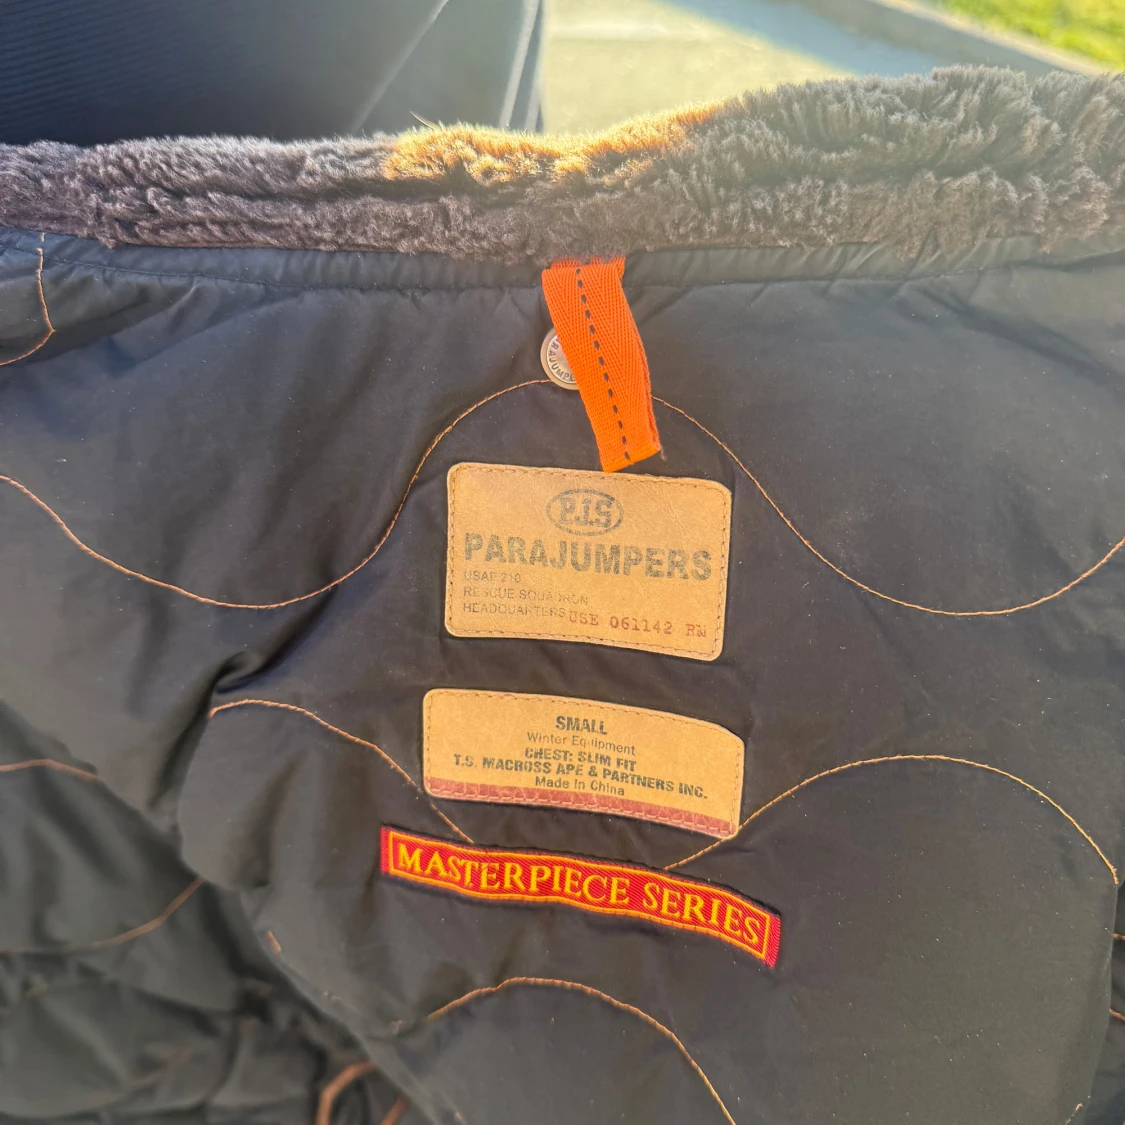 PARAJUMPERS
P.J.S
PARAJUMPERS
USAF 210
RESCUE SQUADRON
HEADQUARTERS USE 061142 RN
SMALL
Winter Equipment
CHEST: SLIM FIT
T.S. MACROSS APE & PARTNERS INC.
Made in China
MASTERPIECE SERIES